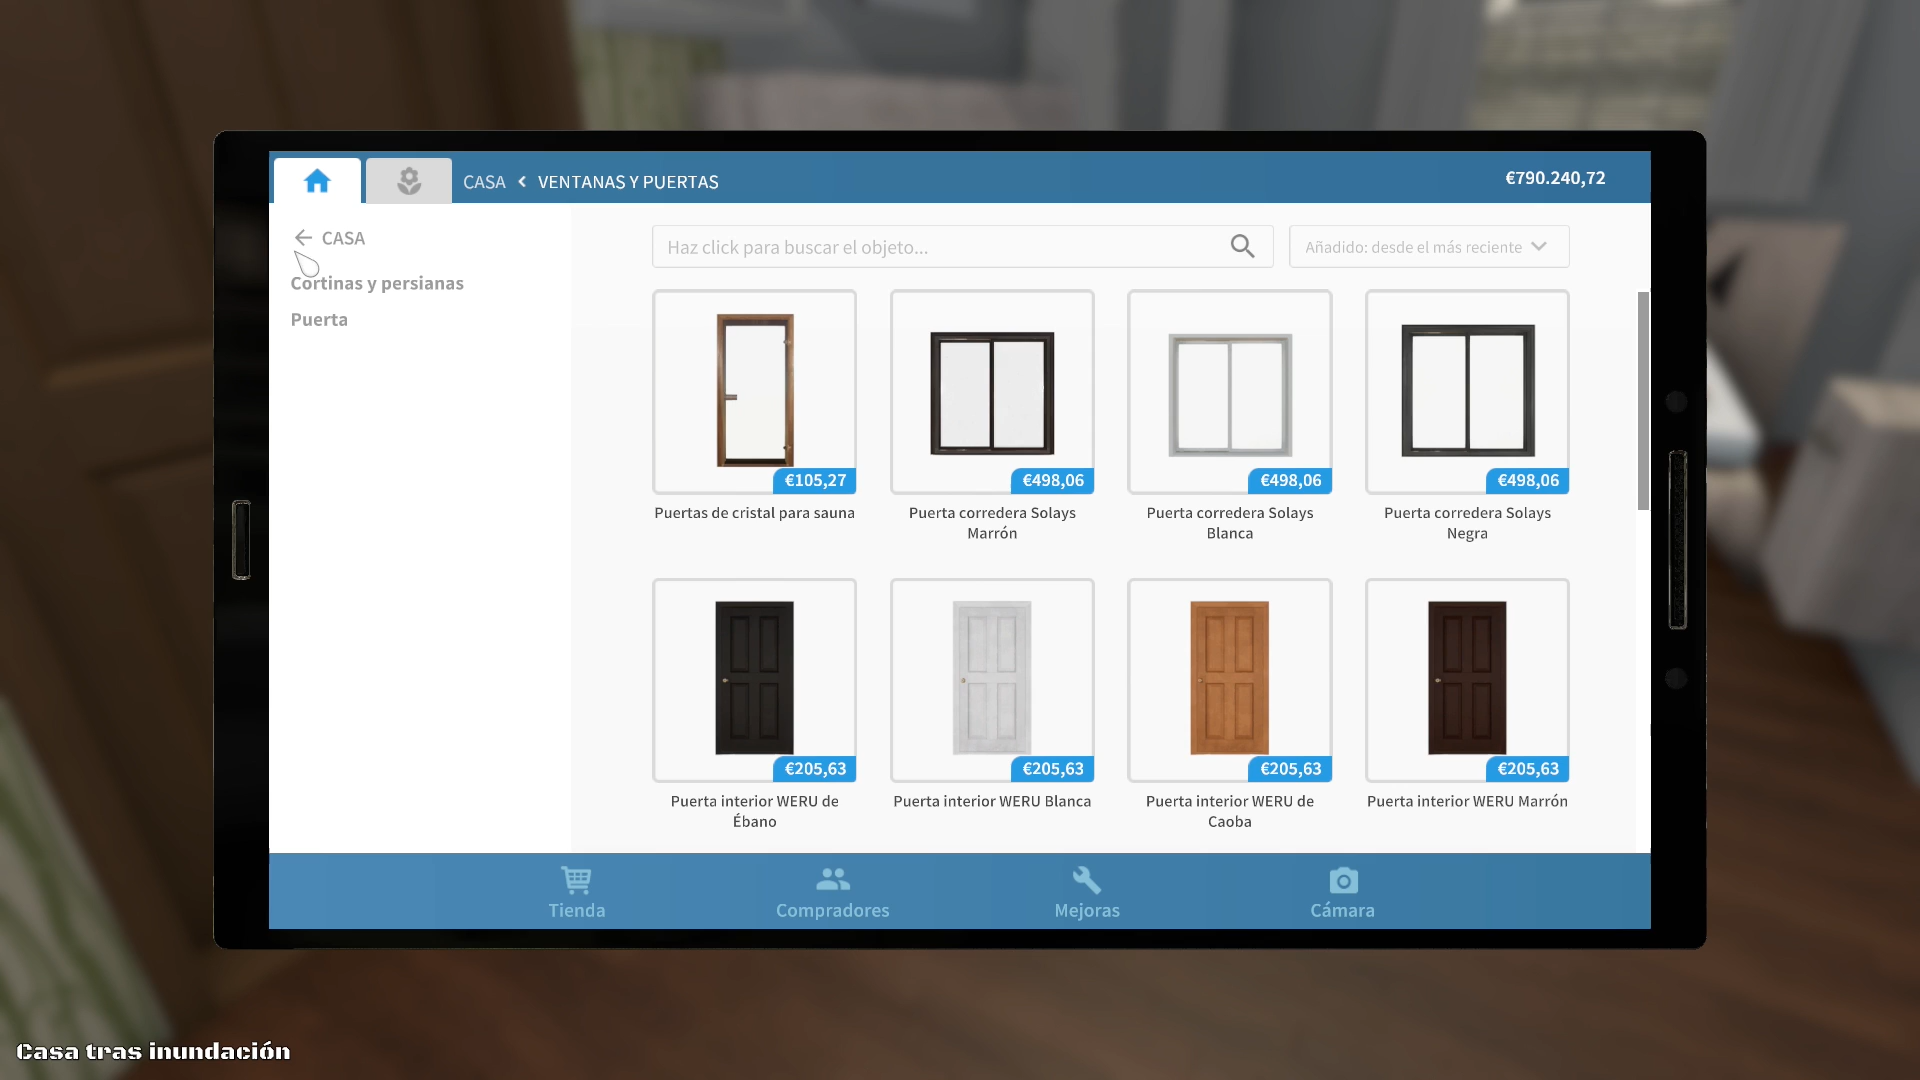 CASA
VENTANAS Y PUERTAS
€790.240,72
CASA
Cortinas y persianas
Puerta
Haz click para buscar el objeto...
Añadido: desde el más reciente
€105,27
€498,06
€498,06
€498,06
Puertas de cristal para sauna
Puerta corredera Solays
Marrón
Puerta corredera Solays
Blanca
Puerta corredera Solays
Negra
€205,63
€205,63
€205,63
€205,63
Puerta interior WERU de
Ébano
Puerta interior WERU Blanca
Puerta interior WERU de
Caoba
Puerta interior WERU Marrón
Tienda
Compradores
Mejoras
Cámara
Casa tras inundación